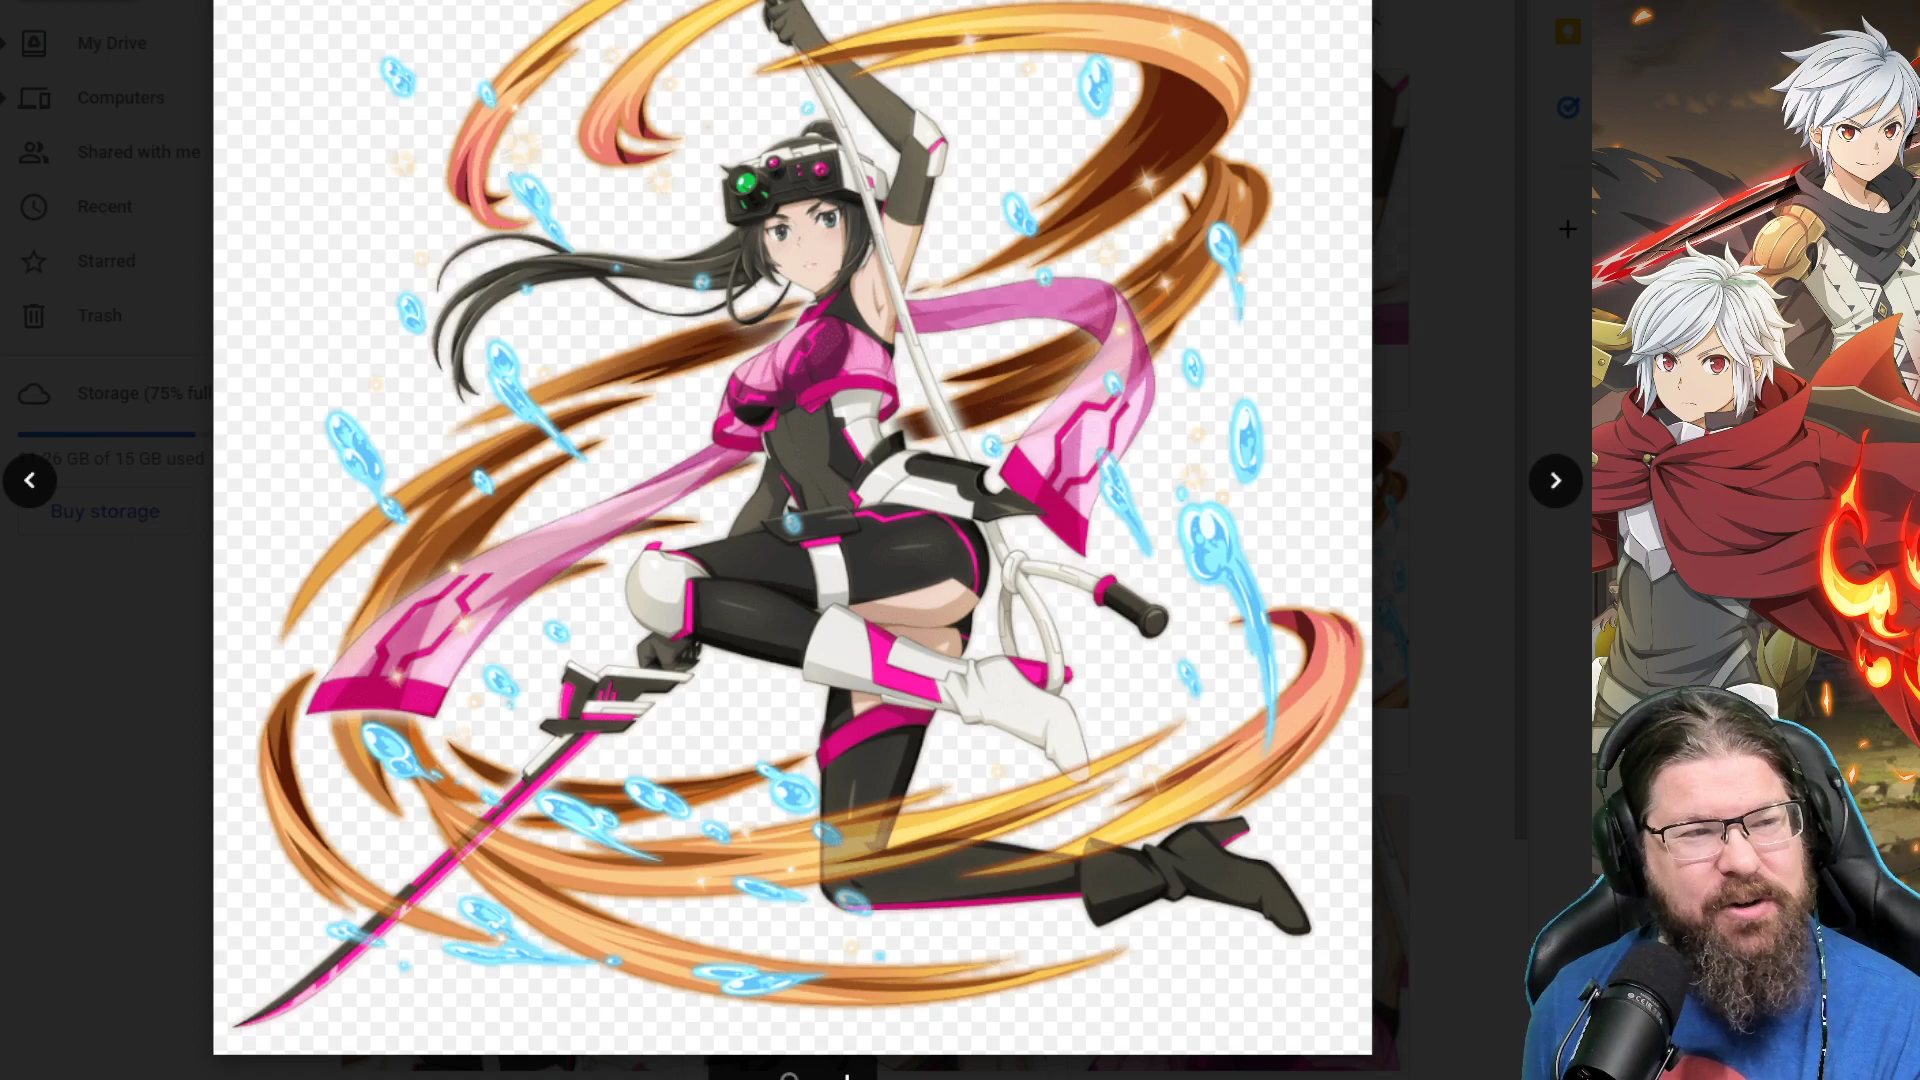 My Drive
Computers
Shared with me
Recent
Starred
Trash
Storage (75% full
26 GB of 15 GB used
Buy storage